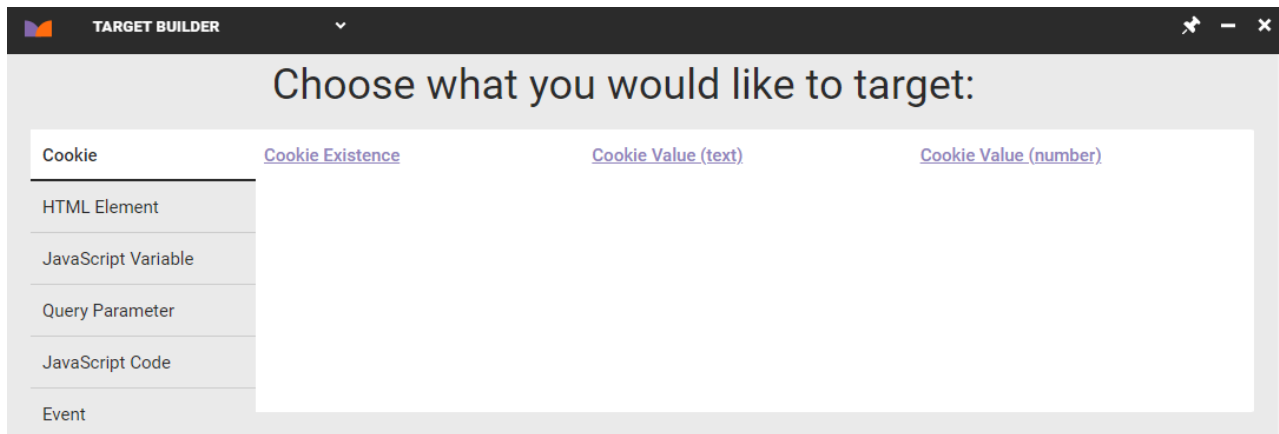 TARGET BUILDER
Choose what you would like to target:
Cookie
Cookie Existence
Cookie Value (text)
Cookie Value (number)
HTML Element
JavaScript Variable
Query Parameter
JavaScript Code
Event